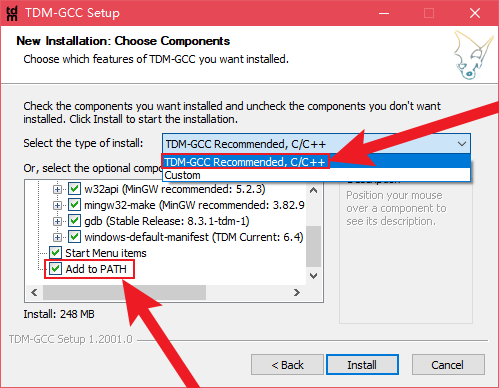 tdm
TDM-GCC Setup
New Installation: Choose Components
Choose which features of TDM-GCC you want installed.
Check the components you want installed and uncheck the components you don't want
installed. Click Install to start the installation.
Select the type of install:
TDM-GCC Recommended, C/C++
TDM-GCC Recommended, C/C++
Custom
Or, select the optional compo
w32api (MinGW recommended: 5.2.3)
mingw32-make (MinGW recommended: 3.82.9
gdb (Stable Release: 8.3.1-tdm-1)
windows-default-manifest (TDM Current: 6.4)
Start Menu items
Add to PATH
Position your mouse
over a component to
see its description.
Install: 248 MB
TDM-GCC Setup 1.2001.0
< Back
Install
Cancel